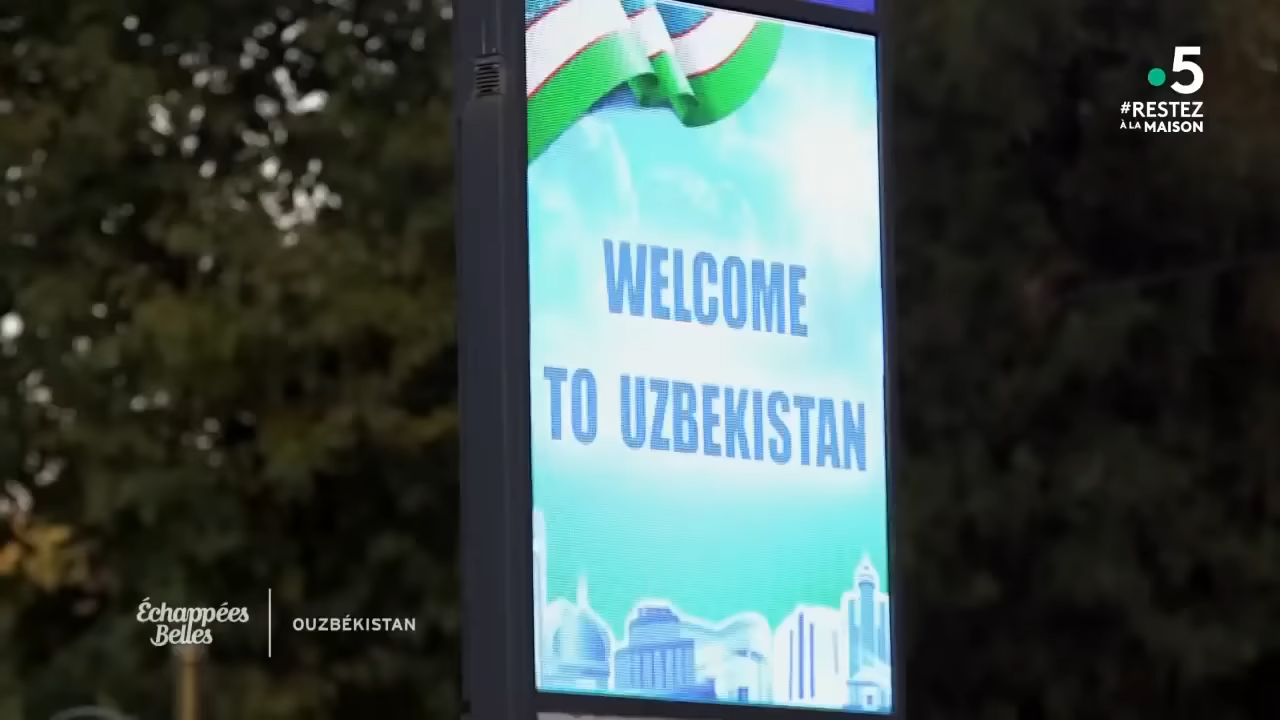 5
#RESTEZ
À LA MAISON
WELCOME
TO UZBEKISTAN
Échappées
Belles
OUZBÉKISTAN